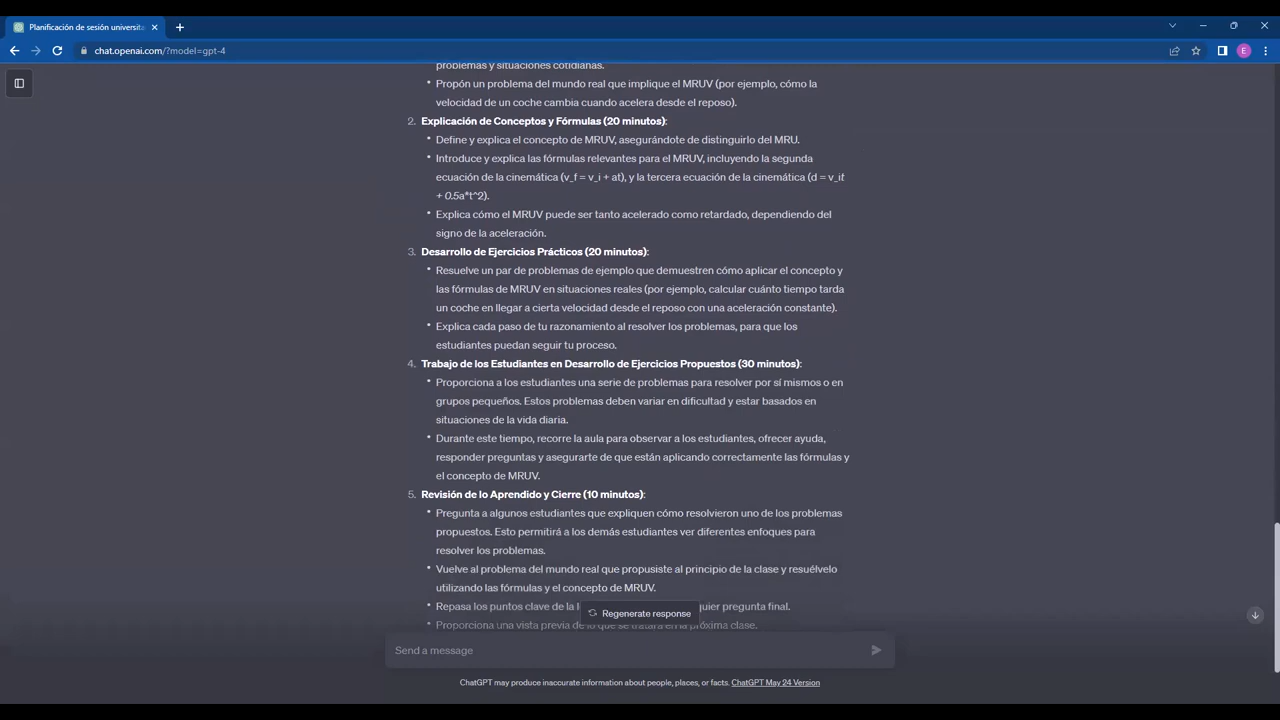 Planificación de sesión universita
chat.openai.com/?model=gpt-4
E
problemas y situaciones cotidianas.
• Propón un problema del mundo real que implique el MRUV (por ejemplo, cómo la
velocidad de un coche cambia cuando acelera desde el reposo).
2. Explicación de Conceptos y Fórmulas (20 minutos):
• Define y explica el concepto de MRUV, asegurándote de distinguirlo del MRU.
• Introduce y explica las fórmulas relevantes para el MRUV, incluyendo la segunda
ecuación de la cinemática (v_f = v_i + at), y la tercera ecuación de la cinemática (d = v_it
+ 0.5a*t^2).
• Explica cómo el MRUV puede ser tanto acelerado como retardado, dependiendo del
signo de la aceleración.
3. Desarrollo de Ejercicios Prácticos (20 minutos):
• Resuelve un par de problemas de ejemplo que demuestren cómo aplicar el concepto y
las fórmulas de MRUV en situaciones reales (por ejemplo, calcular cuánto tiempo tarda
un coche en llegar a cierta velocidad desde el reposo con una aceleración constante).
• Explica cada paso de tu razonamiento al resolver los problemas, para que los
estudiantes puedan seguir tu proceso.
4. Trabajo de los Estudiantes en Desarrollo de Ejercicios Propuestos (30 minutos):
• Proporciona a los estudiantes una serie de problemas para resolver por sí mismos o en
grupos pequeños. Estos problemas deben variar en dificultad y estar basados en
situaciones de la vida diaria.
• Durante este tiempo, recorre la aula para observar a los estudiantes, ofrecer ayuda,
responder preguntas y asegurarte de que están aplicando correctamente las fórmulas y
el concepto de MRUV.
5. Revisión de lo Aprendido y Cierre (10 minutos):
• Pregunta a algunos estudiantes que expliquen cómo resolvieron uno de los problemas
propuestos. Esto permitirá a los demás estudiantes ver diferentes enfoques para
resolver los problemas.
• Vuelve al problema del mundo real que propusiste al principio de la clase y resuélvelo
utilizando las fórmulas y el concepto de MRUV.
• Repasa los puntos clave de la quier pregunta final.
Regenerate response
• Proporciona una vista previa de lo que se tratará en la próxima clase.
Send a message
ChatGPT may produce inaccurate information about people, places, or facts. ChatGPT May 24 Version